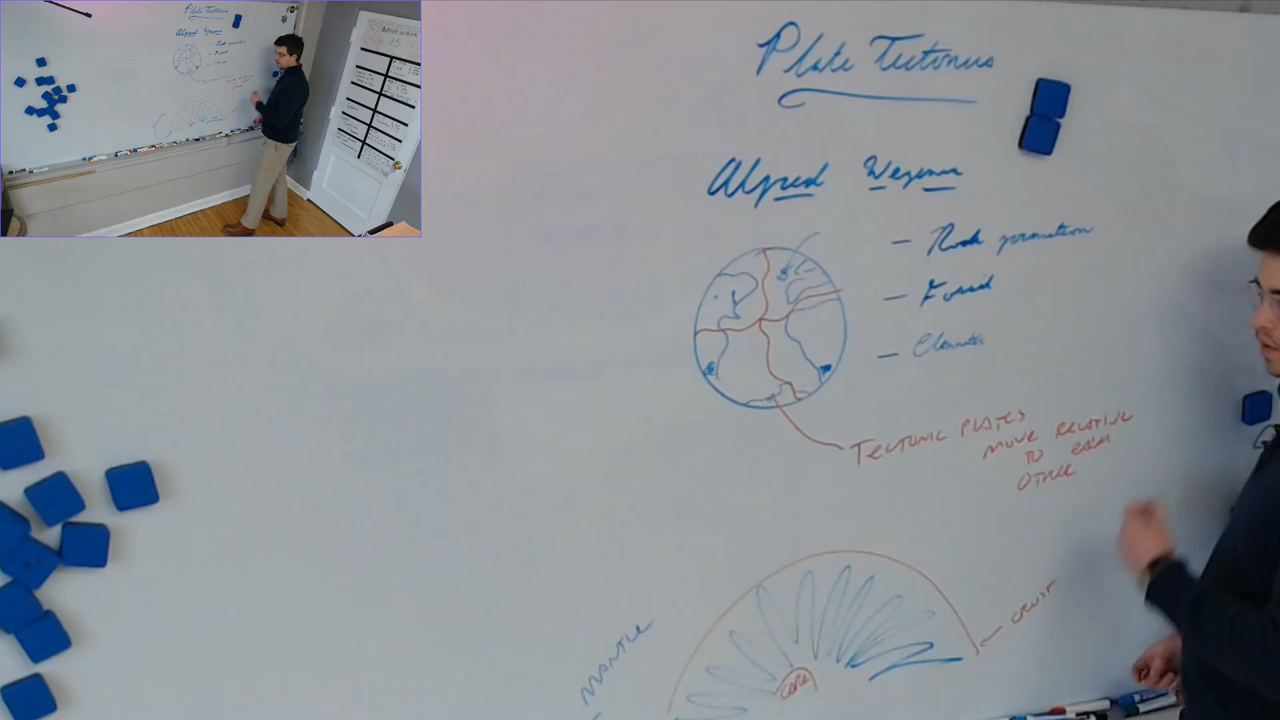 Plate Tectonics
Alfred Wegener
- Rock formation
- Fossil
- Climate
TECTONIC PLATES
MOVE RELATIVE
TO EACH
OTHER
MANTLE
CRUST
CORE